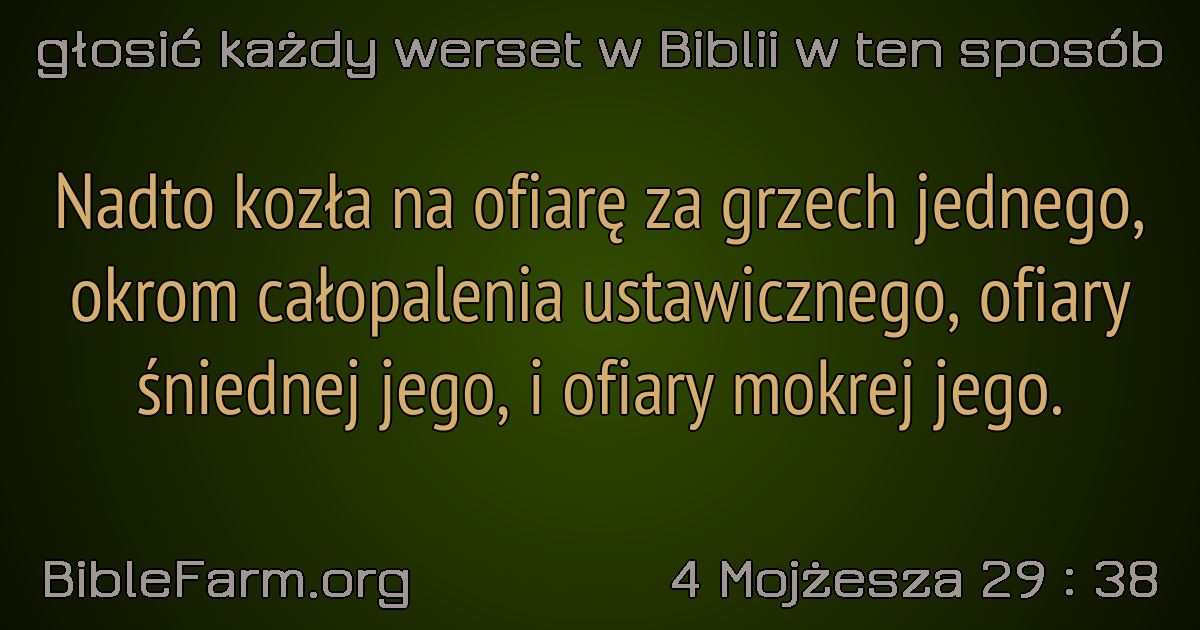 głosić każdy werset w Biblii w ten sposób
Nadto kozła na ofiarę za grzech jednego,
okrom całopalenia ustawicznego, ofiary
śniednej jego, i ofiary mokrej jego.
BibleFarm.org
4 Mojżesza 29 : 38